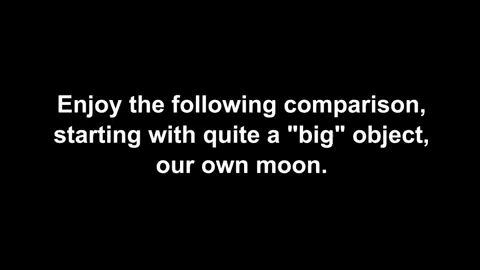 Enjoy the following comparison,
starting with quite a "big" object,
our own moon.